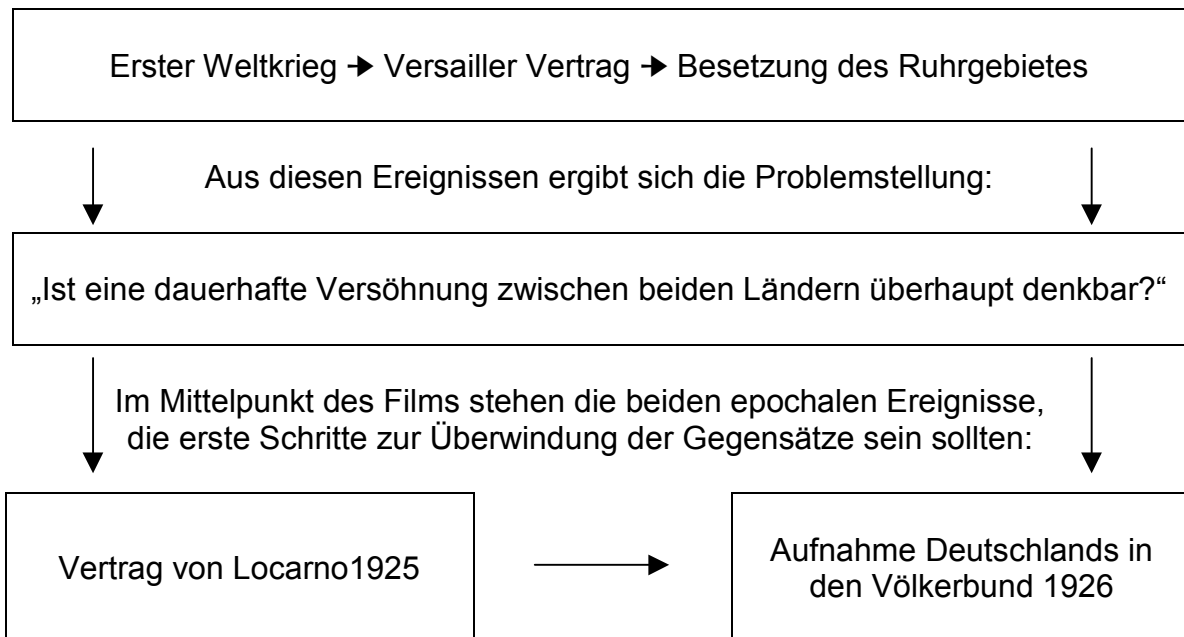 Erster Weltkrieg → Versailler Vertrag → Besetzung des Ruhrgebietes
Aus diesen Ereignissen ergibt sich die Problemstellung:
„Ist eine dauerhafte Versöhnung zwischen beiden Ländern überhaupt denkbar?“
Im Mittelpunkt des Films stehen die beiden epochalen Ereignisse,
die erste Schritte zur Überwindung der Gegensätze sein sollten:
Vertrag von Locarno1925
Aufnahme Deutschlands in
den Völkerbund 1926